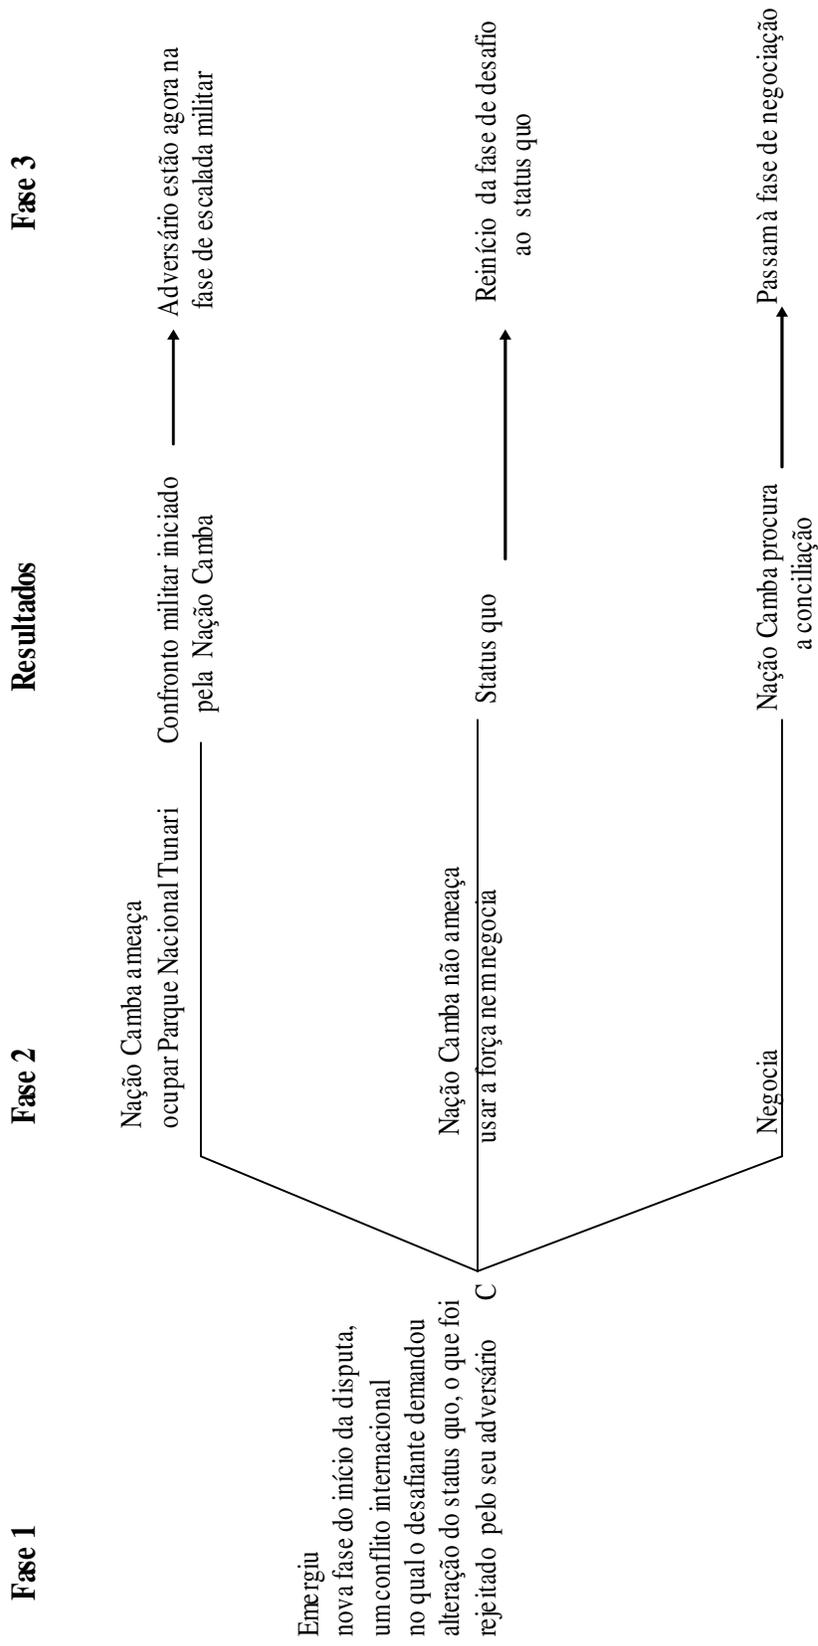 Fase 1
Fase 2
Resultados
Fase 3
Nação Camba ameaça
ocupar Parque Nacional Tunari
Confronto militar iniciado
pela Nação Camba
Adversário estão agora na
fase de escalada militar
Emergiu
nova fase do início da disputa,
um conflito internacional
no qual o desafiante demandou
alteração do status quo, o que foi
rejeitado pelo seu adversário
C
Nação Camba não ameaça
usar a força nem negocia
Status quo
Reinício da fase de desafio
ao status quo
Negocia
Nação Camba procura
a conciliação
Passam à fase de negociação